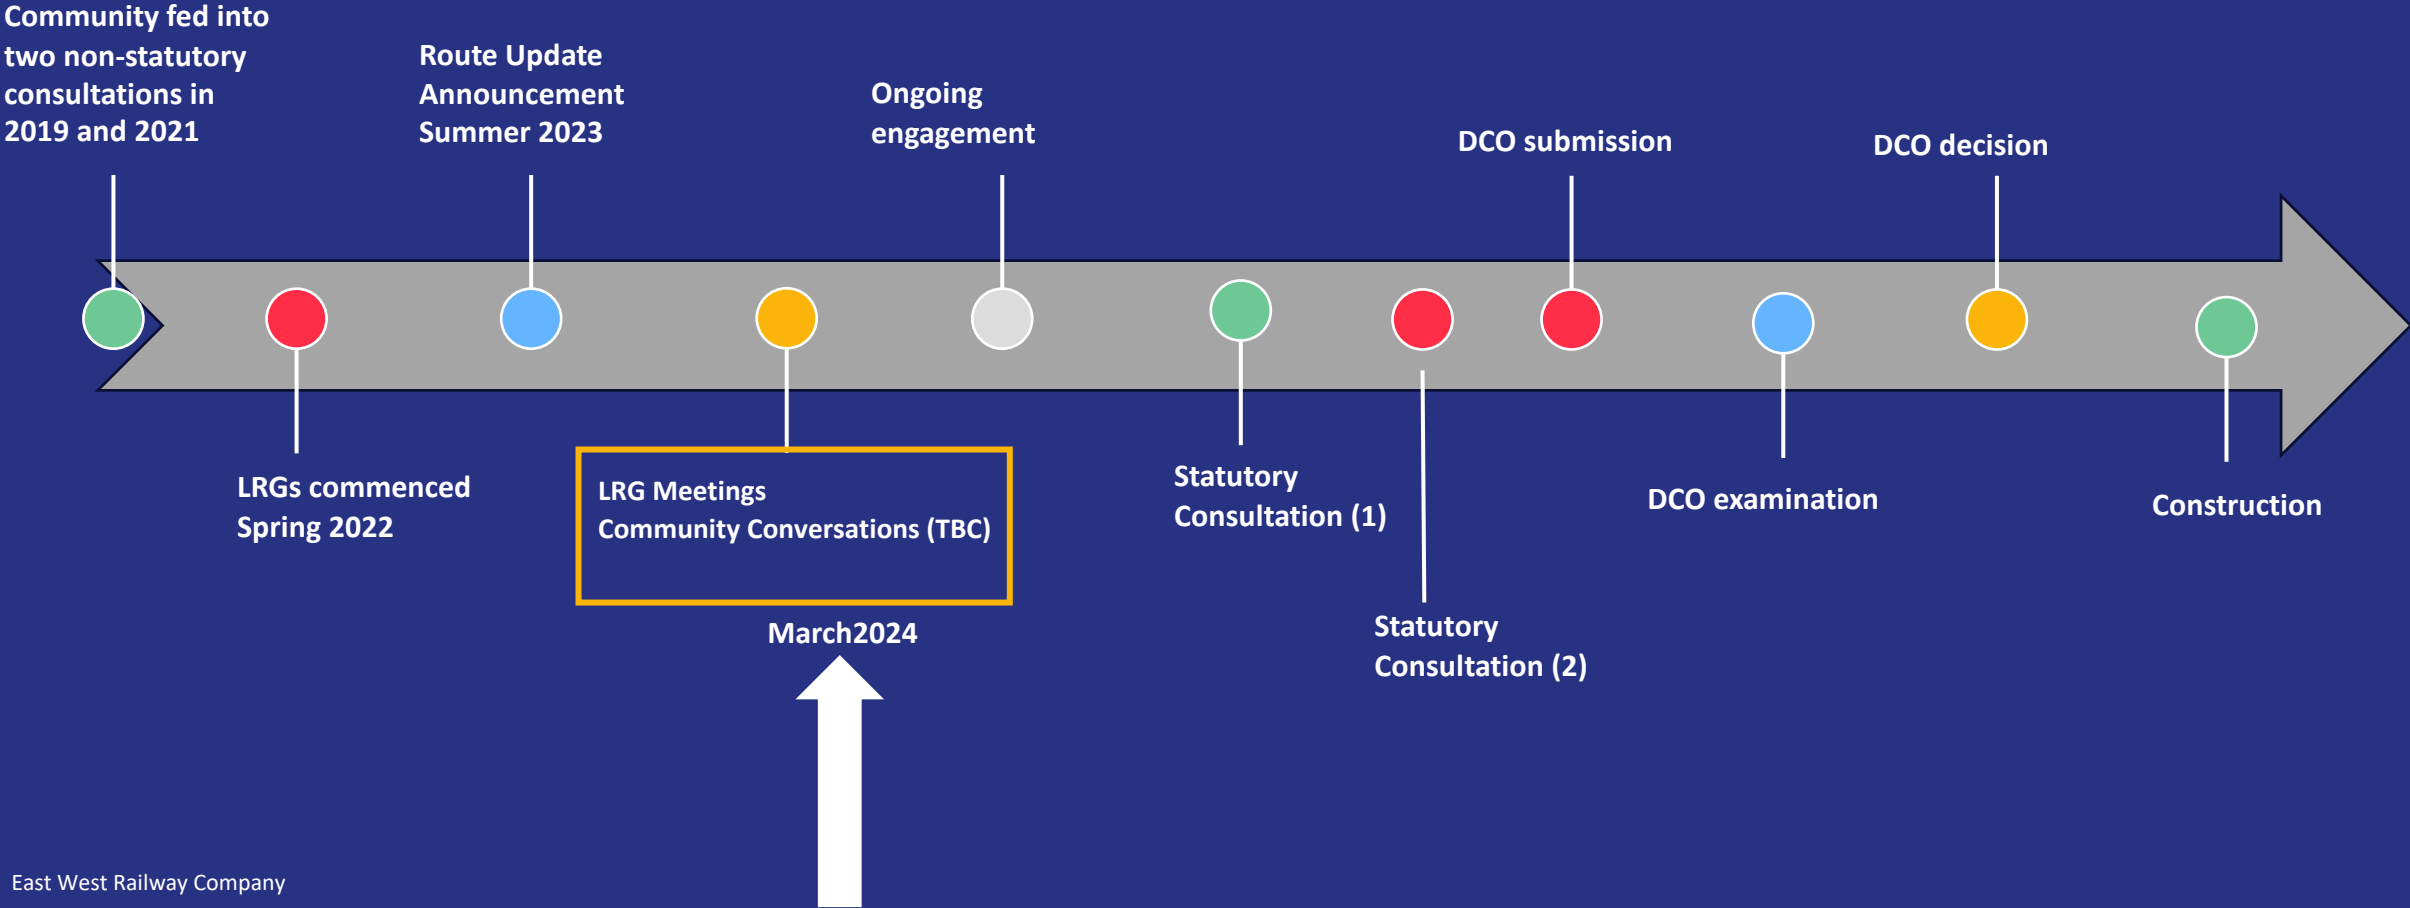 Community fed into
two non-statutory
consultations in
2019 and 2021
Route Update
Announcement
Summer 2023
Ongoing
engagement
DCO submission
DCO decision
LRGs commenced
Spring 2022
LRG Meetings
Community Conversations (TBC)
March2024
Statutory
Consultation (1)
Statutory
Consultation (2)
DCO examination
Construction
East West Railway Company